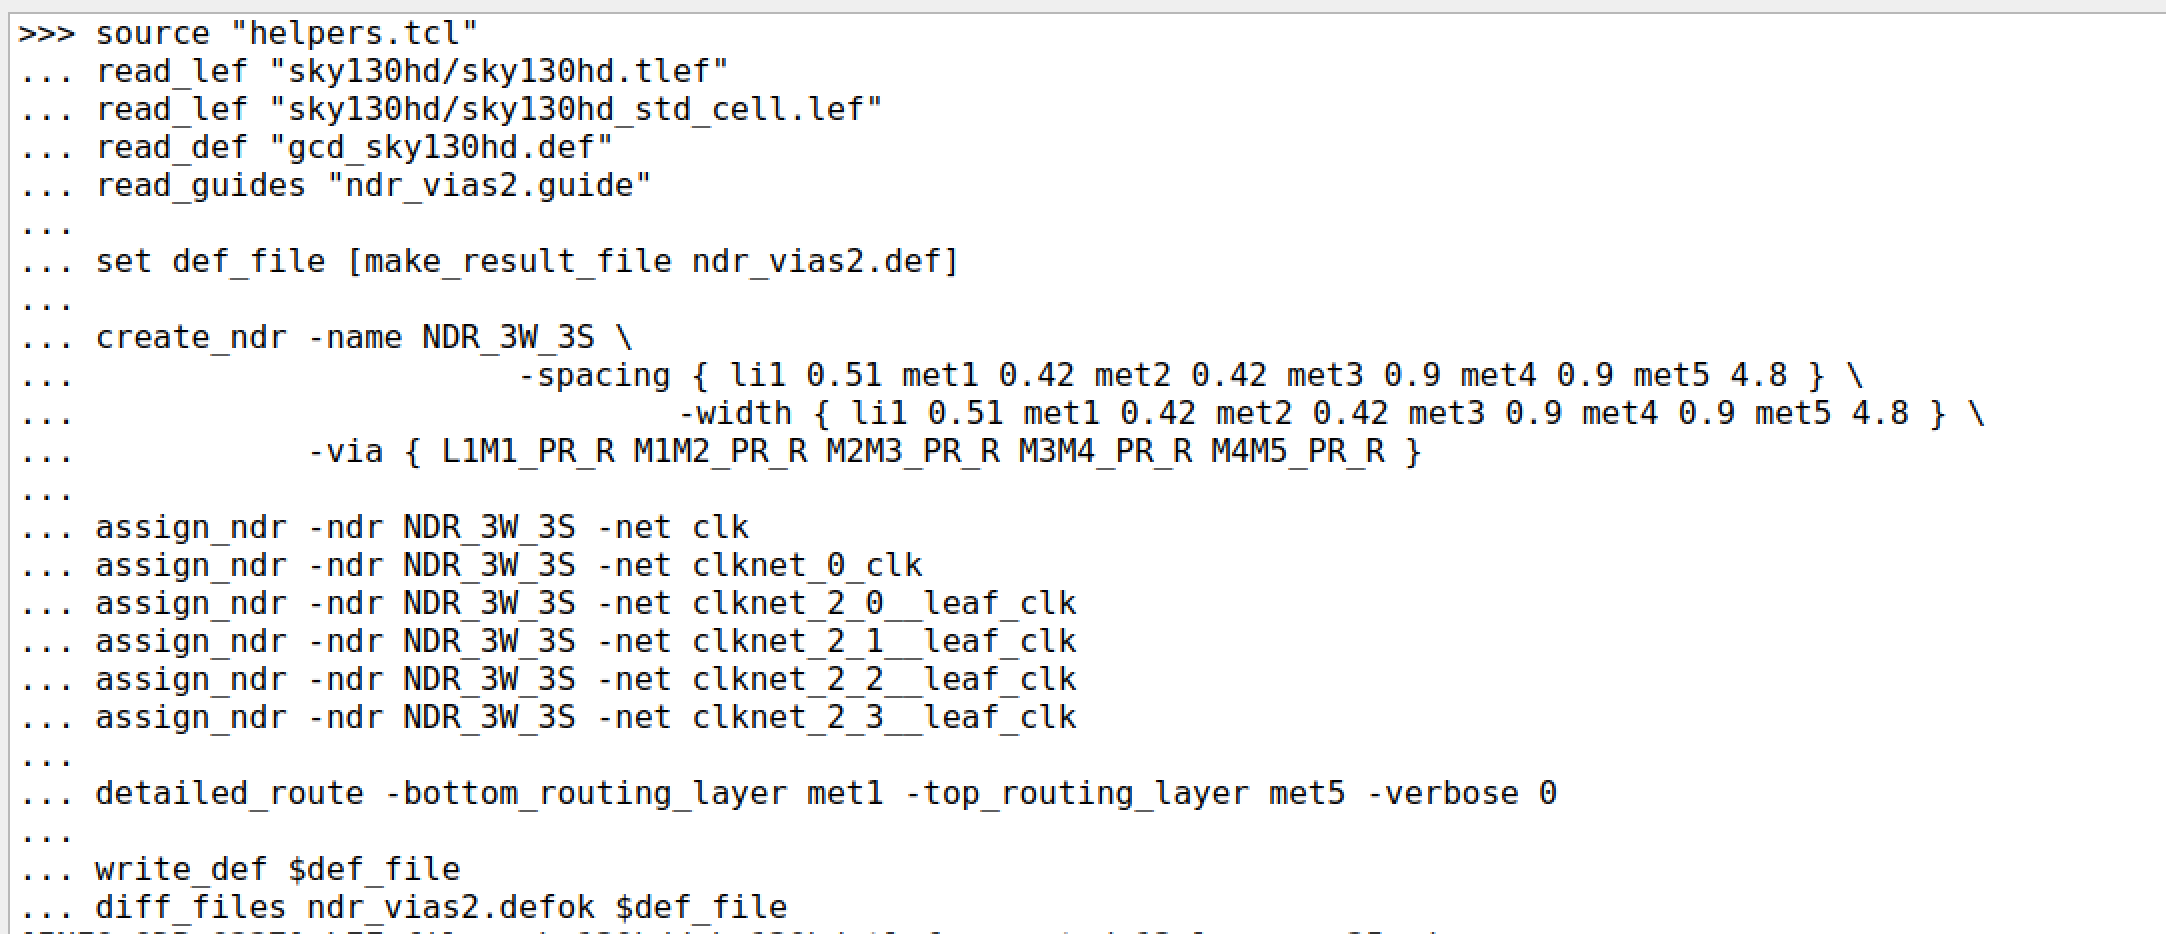 >>> source "helpers.tcl"
... read_lef "sky130hd/sky130hd.tlef"
... read_lef "sky130hd/sky130hd_std_cell.lef"
... read_def "gcd_sky130hd.def"
... read_guides "ndr_vias2.guide"
...
... set def_file [make_result_file ndr_vias2.def]
...
... create_ndr -name NDR_3W_3S \
... -spacing { li1 0.51 met1 0.42 met2 0.42 met3 0.9 met4 0.9 met5 4.8 } \
... -width { li1 0.51 met1 0.42 met2 0.42 met3 0.9 met4 0.9 met5 4.8 } \
... -via { L1M1_PR_R M1M2_PR_R M2M3_PR_R M3M4_PR_R M4M5_PR_R }
...
... assign_ndr -ndr NDR_3W_3S -net clk
... assign_ndr -ndr NDR_3W_3S -net clknet_0_clk
... assign_ndr -ndr NDR_3W_3S -net clknet_2_0__leaf_clk
... assign_ndr -ndr NDR_3W_3S -net clknet_2_1__leaf_clk
... assign_ndr -ndr NDR_3W_3S -net clknet_2_2__leaf_clk
... assign_ndr -ndr NDR_3W_3S -net clknet_2_3__leaf_clk
...
... detailed_route -bottom_routing_layer met1 -top_routing_layer met5 -verbose 0
...
... write_def $def_file
... diff_files ndr_vias2.defok $def_file